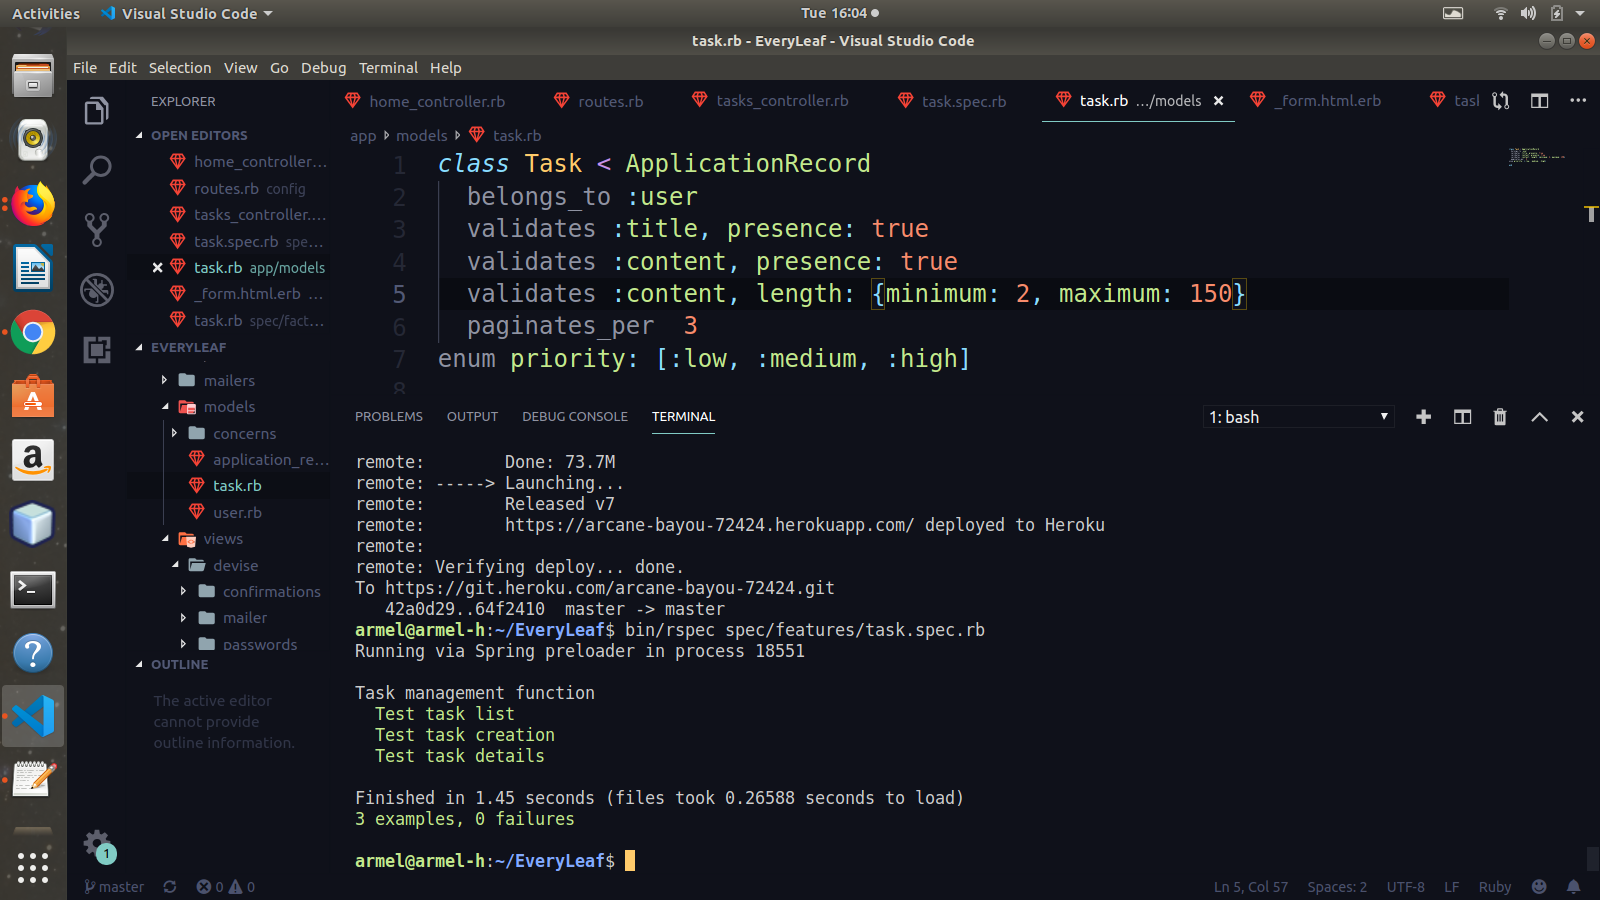 Activities
Visual Studio Code
Tue 16:04
task.rb - EveryLeaf - Visual Studio Code
File Edit Selection View Go Debug Terminal Help
EXPLORER
OPEN EDITORS
home_controller...
routes.rb config
tasks_controller....
task.spec.rb spe...
task.rb app/models
_form.html.erb ...
task.rb spec/fact...
EVERYLEAF
mailers
models
concerns
application_re...
task.rb
user.rb
views
devise
confirmations
mailer
passwords
OUTLINE
The active editor
cannot provide
outline information.
home_controller.rb routes.rb tasks_controller.rb task.spec.rb task.rb .../models _form.html.erb tasl
app models task.rb
1 class Task < ApplicationRecord
2 belongs_to :user
3 validates :title, presence: true
4 validates :content, presence: true
5 validates :content, length: {minimum: 2, maximum: 150}
6 paginates_per  3
7 enum priority: [:low, :medium, :high]
8
PROBLEMS OUTPUT DEBUG CONSOLE TERMINAL
1: bash
remote:        Done: 73.7M
remote: -----> Launching...
remote:        Released v7
remote:        https://arcane-bayou-72424.herokuapp.com/ deployed to Heroku
remote:
remote: Verifying deploy... done.
To https://git.heroku.com/arcane-bayou-72424.git
   42a0d29..64f2410  master -> master
armel@armel-h:~/EveryLeaf$ bin/rspec spec/features/task.spec.rb
Running via Spring preloader in process 18551
Task management function
  Test task list
  Test task creation
  Test task details
Finished in 1.45 seconds (files took 0.26588 seconds to load)
3 examples, 0 failures
armel@armel-h:~/EveryLeaf$
1
master 0 0
Ln 5, Col 57 Spaces: 2 UTF-8 LF Ruby